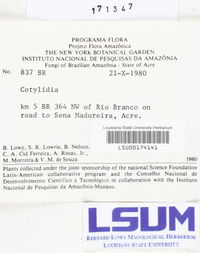 171347
PROGRAMA FLORA
Projeto Flora Amazônica
THE NEW YORK BOTANICAL GARDEN
INSTITUTO NACIONAL DE PESQUISAS DA AMAZÔNIA
Fungi of Brazilian Amazônia - State of Acre
No. 837 BR 21-X-1980
Cotylidia
km 5 BR 364 NW of Rio Branco on
road to Sena Madureira, Acre.
Louisiana State University Herbarium
LSU00174141
B. Lowy, S. R. Lowrie, B. Nelson,
C. A. Cid Ferreira, A. Rosas, Jr.,
M. Morreira & V. M. de Souza 1980
Plants collected under the joint sponsorship of the national Science Foundation
Latin-American collaborative program and the Conselho Nacional de
Desenvolvimento Científico e Tecnológico in collaboration with the Instituto
Nacional de Pesquisas da Amazônia-Manaus.
LSUM
BERNARD LOWY MYCOLOGICAL HERBARIUM
LOUISIANA STATE UNIVERSITY